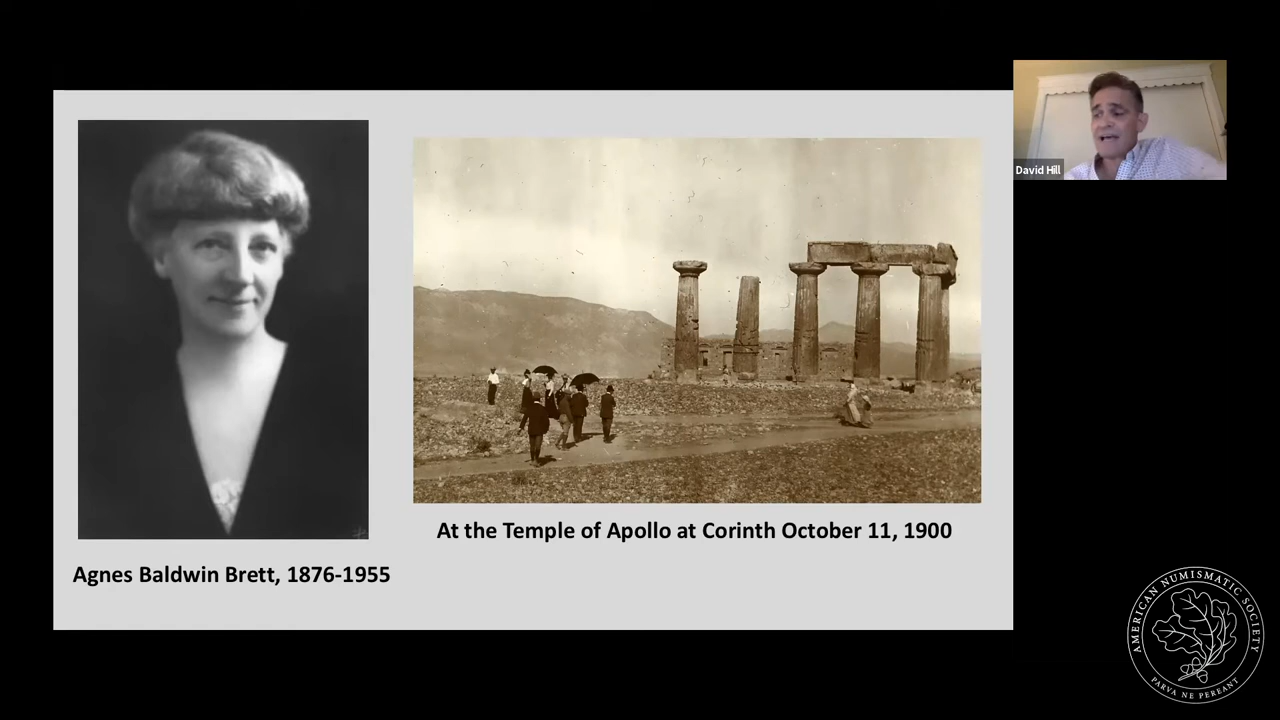 David Hill
At the Temple of Apollo at Corinth October 11, 1900
Agnes Baldwin Brett, 1876-1955
AMERICAN NUMISMATIC SOCIETY
PARVA NE PEREANT